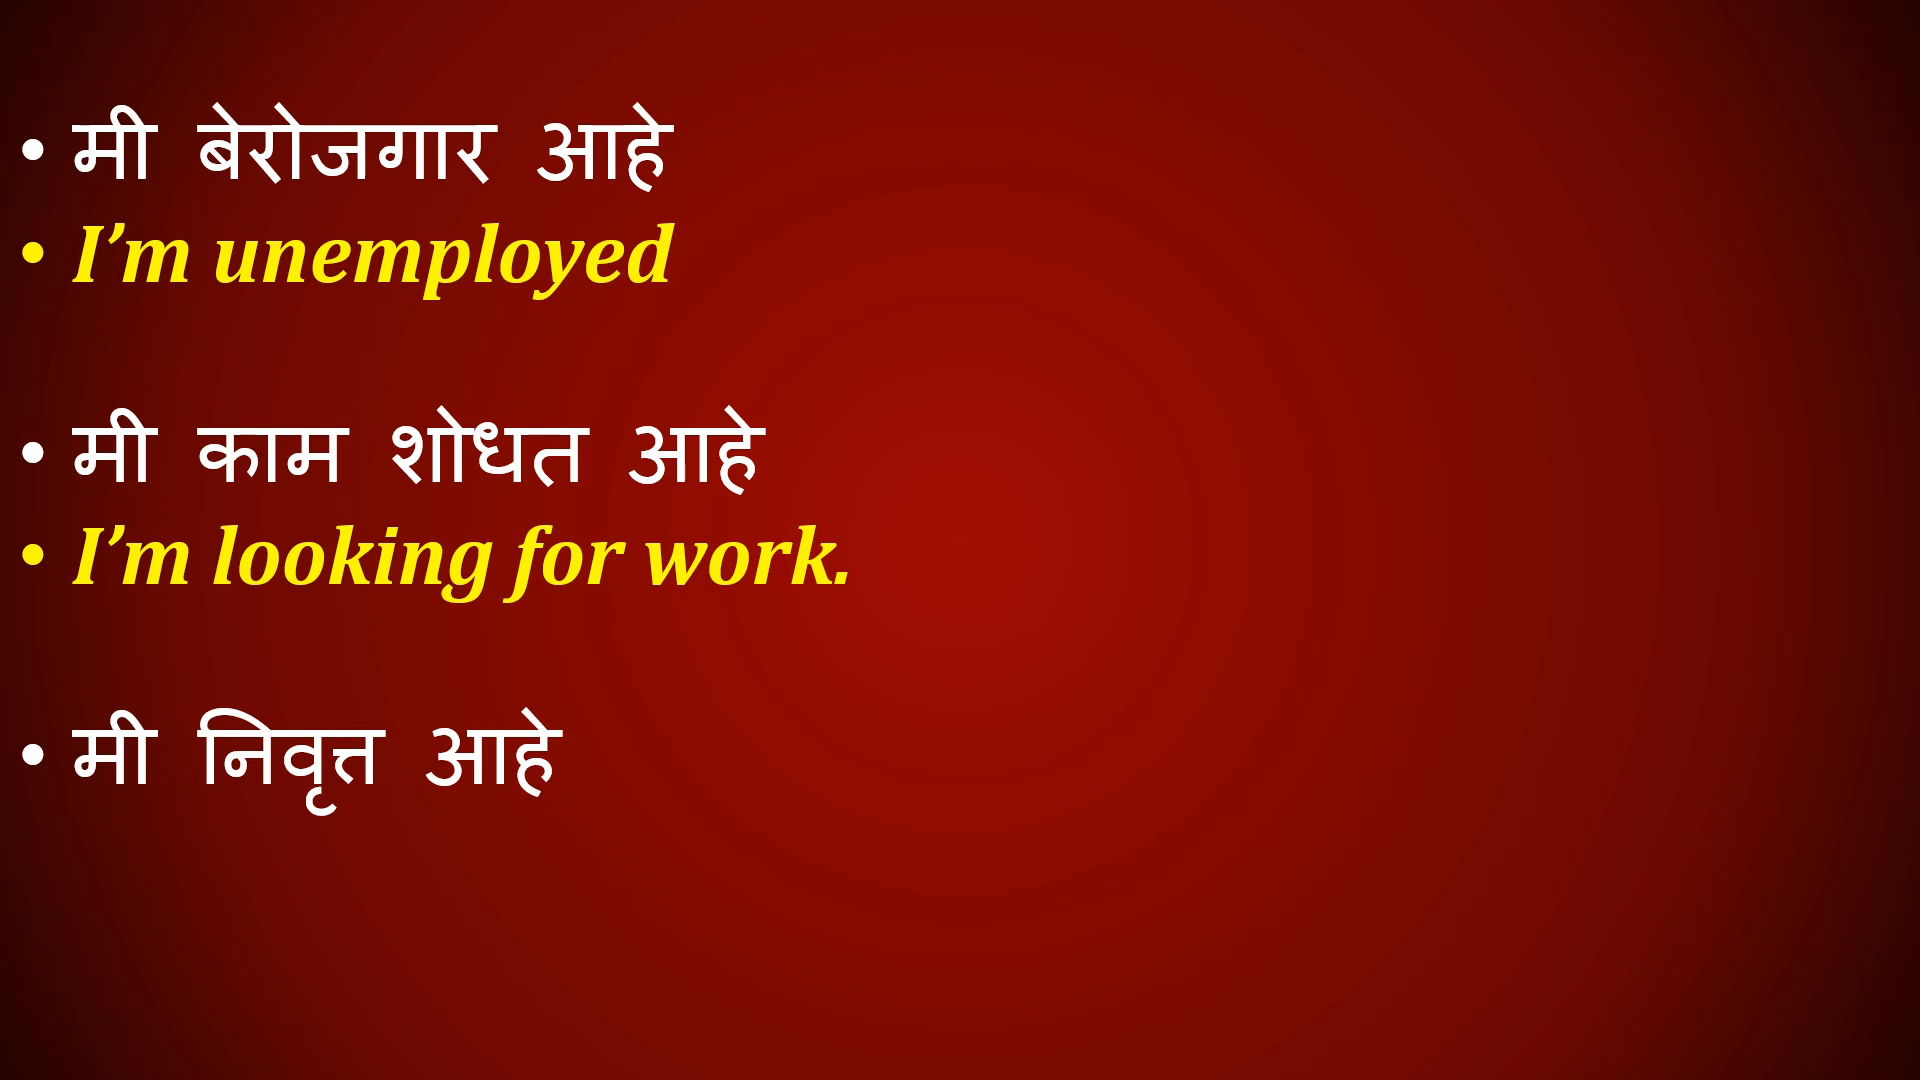 • मी बेरोजगार आहे
• I’m unemployed
• मी काम शोधत आहे
• I’m looking for work.
• मी निवृत्त आहे